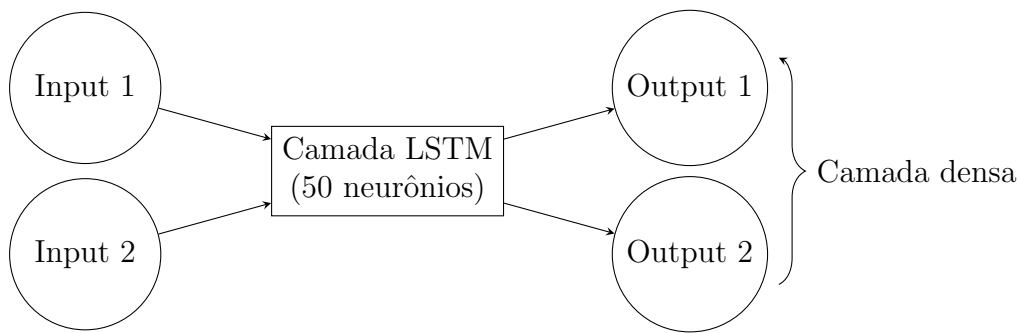 Input 1
Output 1
Camada LSTM
(50 neurônios)
Camada densa
Input 2
Output 2